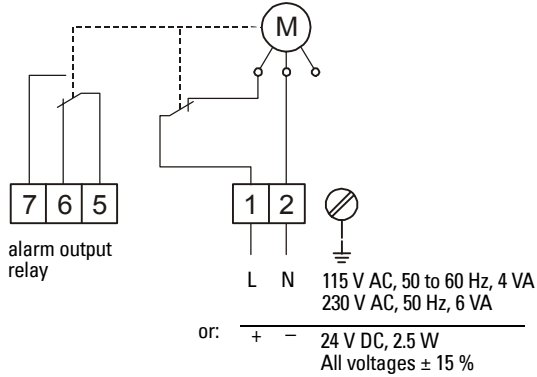 M
7 6 5
1 2
alarm output
relay
L N
115 V AC, 50 to 60 Hz, 4 VA
230 V AC, 50 Hz, 6 VA
or: + –
24 V DC, 2.5 W
All voltages ± 15 %